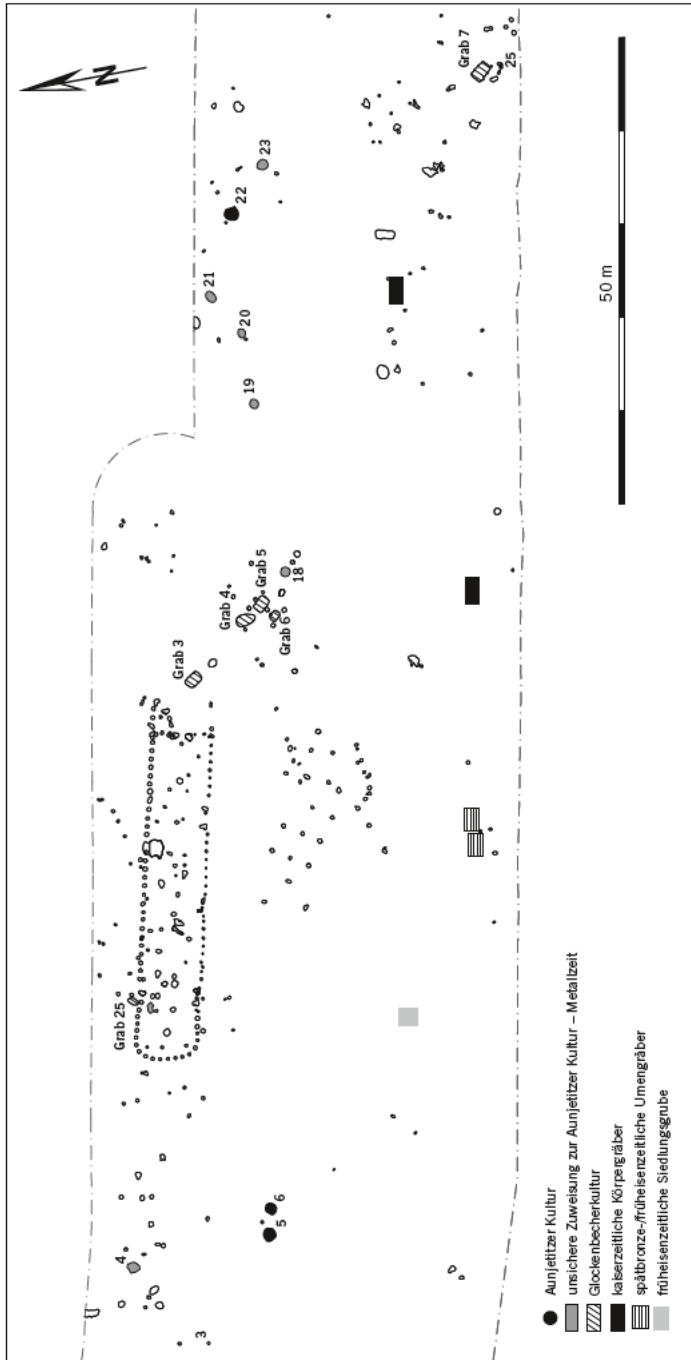 N
Grab 7
25
23
22
21
20
19
Grab 5
18
Grab 4
Grab 6
Grab 3
Grab 25
8
6
5
4
3
50 m
Aunjetitzer Kultur
unsichere Zuweisung zur Aunjetitzer Kultur – Metallzeit
Glockenbecherkultur
kaiserzeitliche Körpergräber
spätbronze-/früheisenzeitliche Urnengräber
früheisenzeitliche Siedlungsgrube